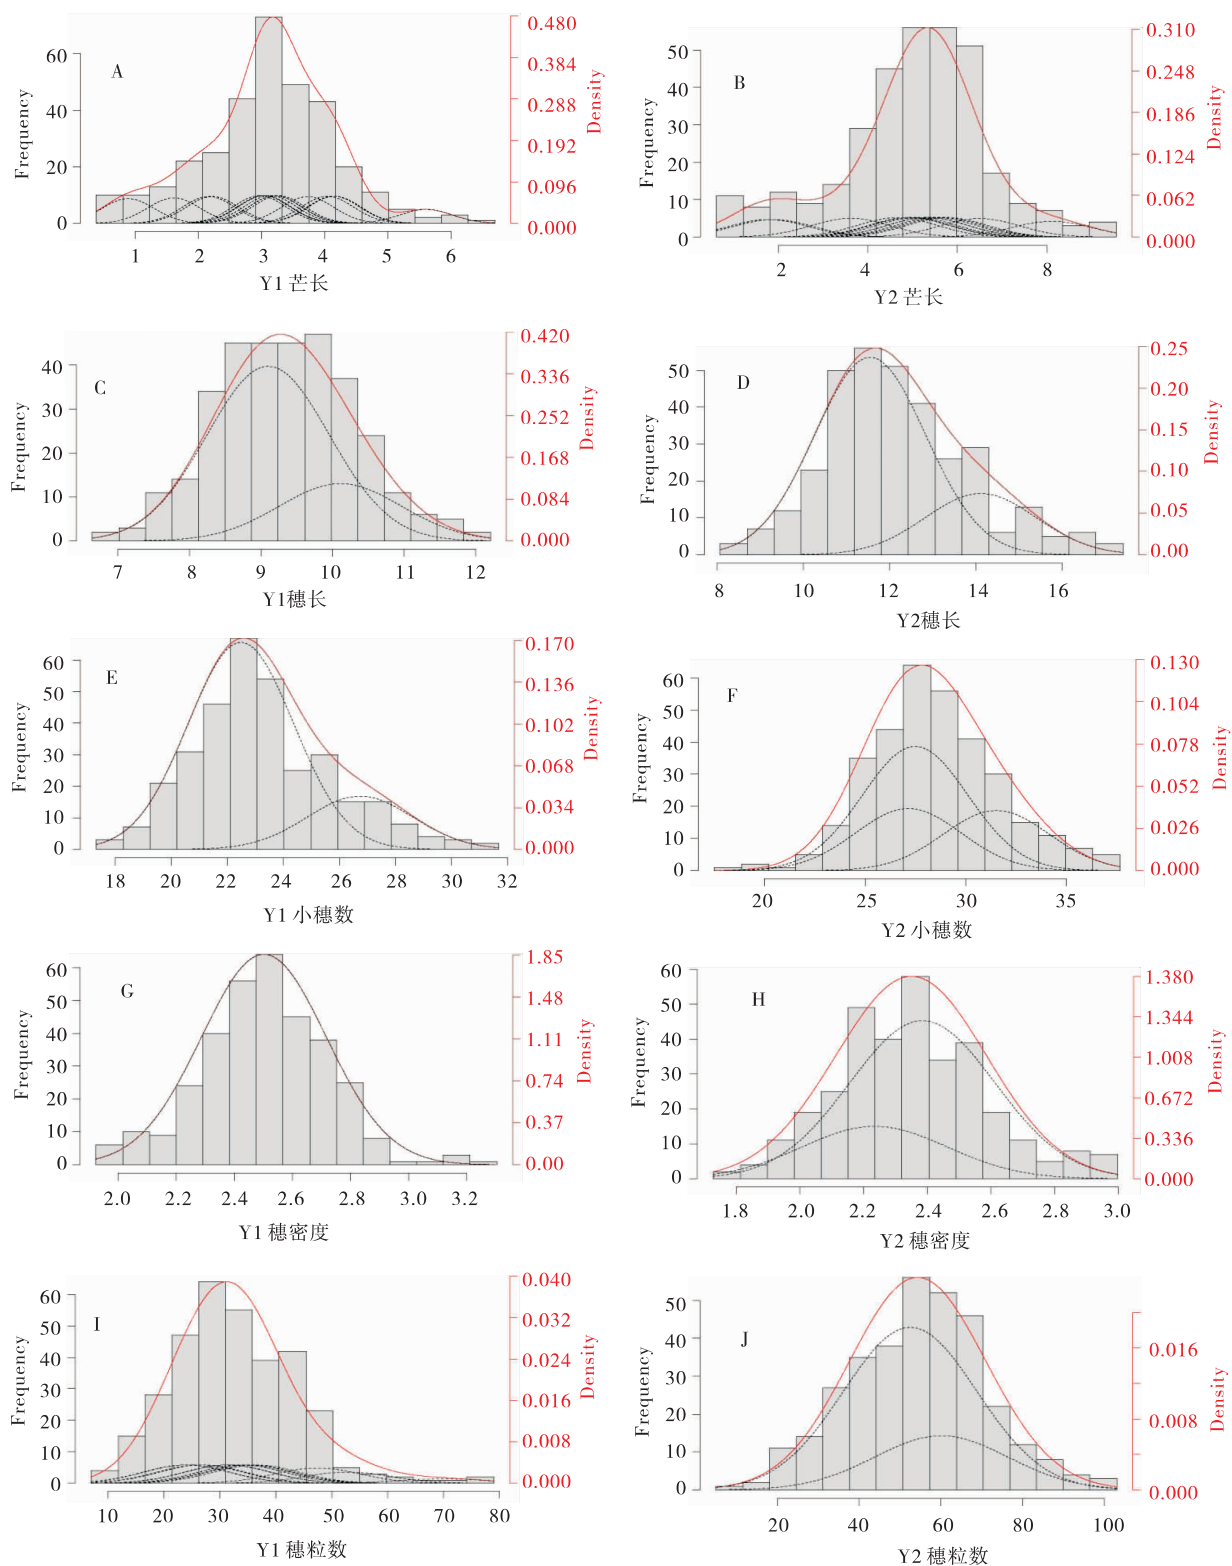 A
Frequency
60
40
20
0
0.480
0.384
0.288
0.192
0.096
0.000
Density
1 2 3 4 5 6
Y1 芒长
B
Frequency
50
40
30
20
10
0
0.310
0.248
0.186
0.124
0.062
0.000
Density
2 4 6 8
Y2 芒长
C
Frequency
40
30
20
10
0
0.420
0.336
0.252
0.168
0.084
0.000
Density
7 8 9 10 11 12
Y1穗长
D
Frequency
50
40
30
20
10
0
0.25
0.20
0.15
0.10
0.05
0.00
Density
8 10 12 14 16
Y2穗长
E
Frequency
60
50
40
30
20
10
0
0.170
0.136
0.102
0.068
0.034
0.000
Density
18 20 22 24 26 28 30 32
Y1 小穗数
F
Frequency
60
50
40
30
20
10
0
0.130
0.104
0.078
0.052
0.026
0.000
Density
20 25 30 35
Y2 小穗数
G
Frequency
60
50
40
30
20
10
0
1.85
1.48
1.11
0.74
0.37
0.00
Density
2.0 2.2 2.4 2.6 2.8 3.0 3.2
Y1 穗密度
H
Frequency
60
50
40
30
20
10
0
1.380
1.344
1.008
0.672
0.336
0.000
Density
1.8 2.0 2.2 2.4 2.6 2.8 3.0
Y2 穗密度
I
Frequency
60
50
40
30
20
10
0
0.040
0.032
0.024
0.016
0.008
0.000
Density
10 20 30 40 50 60 70 80
Y1 穗粒数
J
Frequency
50
40
30
20
10
0
0.016
0.008
0.000
Density
20 40 60 80 100
Y2 穗粒数